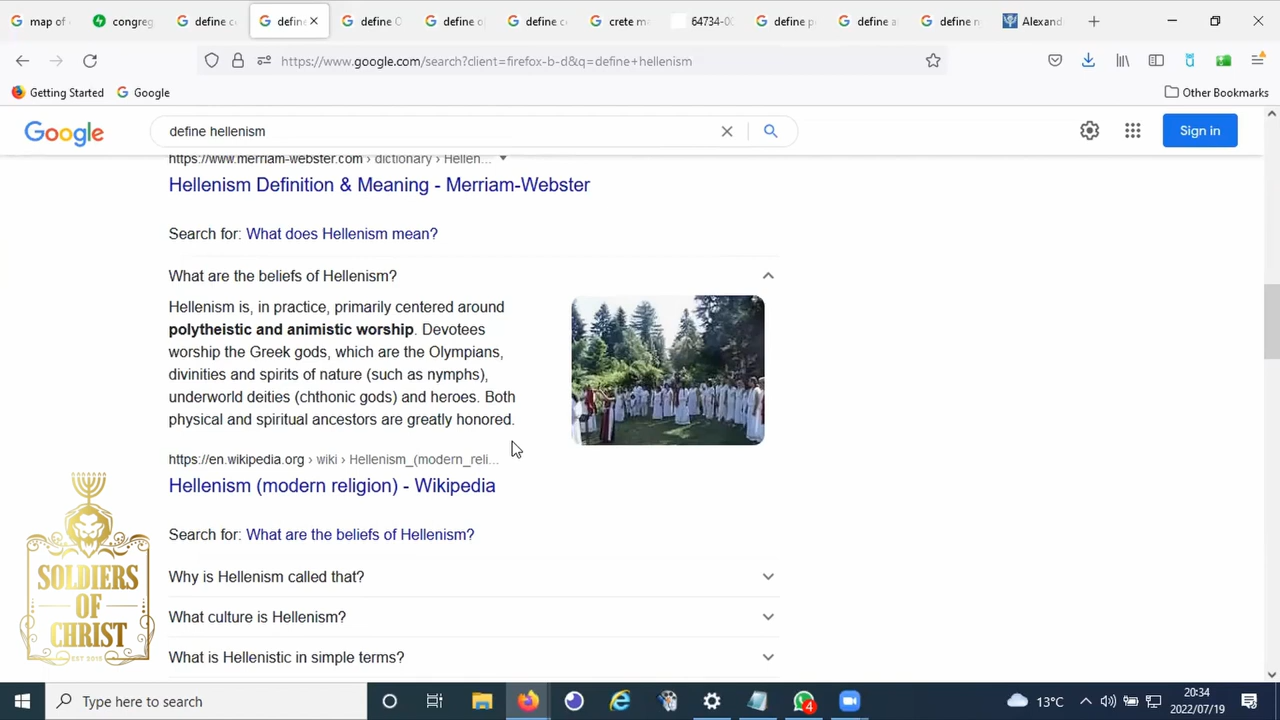 map of
congreg
define c
define
define C
define o
define c
crete ma
64734-00
define p
define a
define n
Alexand
https://www.google.com/search?client=firefox-b-d&q=define+hellenism
Getting Started
Google
Other Bookmarks
Google
define hellenism
Sign in
https://www.merriam-webster.com › dictionary › Hellen...
Hellenism Definition & Meaning - Merriam-Webster
Search for: What does Hellenism mean?
What are the beliefs of Hellenism?
Hellenism is, in practice, primarily centered around
polytheistic and animistic worship. Devotees
worship the Greek gods, which are the Olympians,
divinities and spirits of nature (such as nymphs),
underworld deities (chthonic gods) and heroes. Both
physical and spiritual ancestors are greatly honored.
https://en.wikipedia.org › wiki › Hellenism_(modern_reli...
Hellenism (modern religion) - Wikipedia
Search for: What are the beliefs of Hellenism?
Why is Hellenism called that?
What culture is Hellenism?
What is Hellenistic in simple terms?
SOLDIERS
OF
CHRIST
EST 2015
Type here to search
4
13°C
20:34
2022/07/19